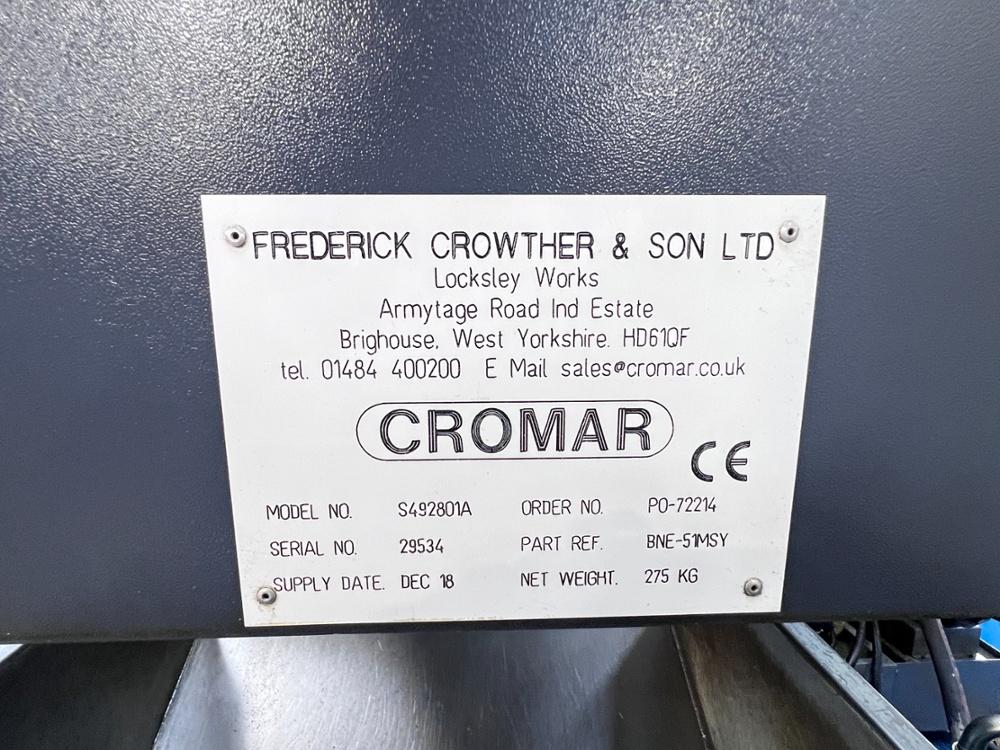 FREDERICK CROWTHER & SON LTD
Locksley Works
Armytage Road Ind Estate
Brighouse, West Yorkshire. HD61QF
tel. 01484 400200 E Mail sales@cromar.co.uk
CROMAR
CE
MODEL NO. S492801A ORDER NO. PO-72214
SERIAL NO. 29534 PART REF. BNE-51MSY
SUPPLY DATE. DEC 18 NET WEIGHT. 275 KG